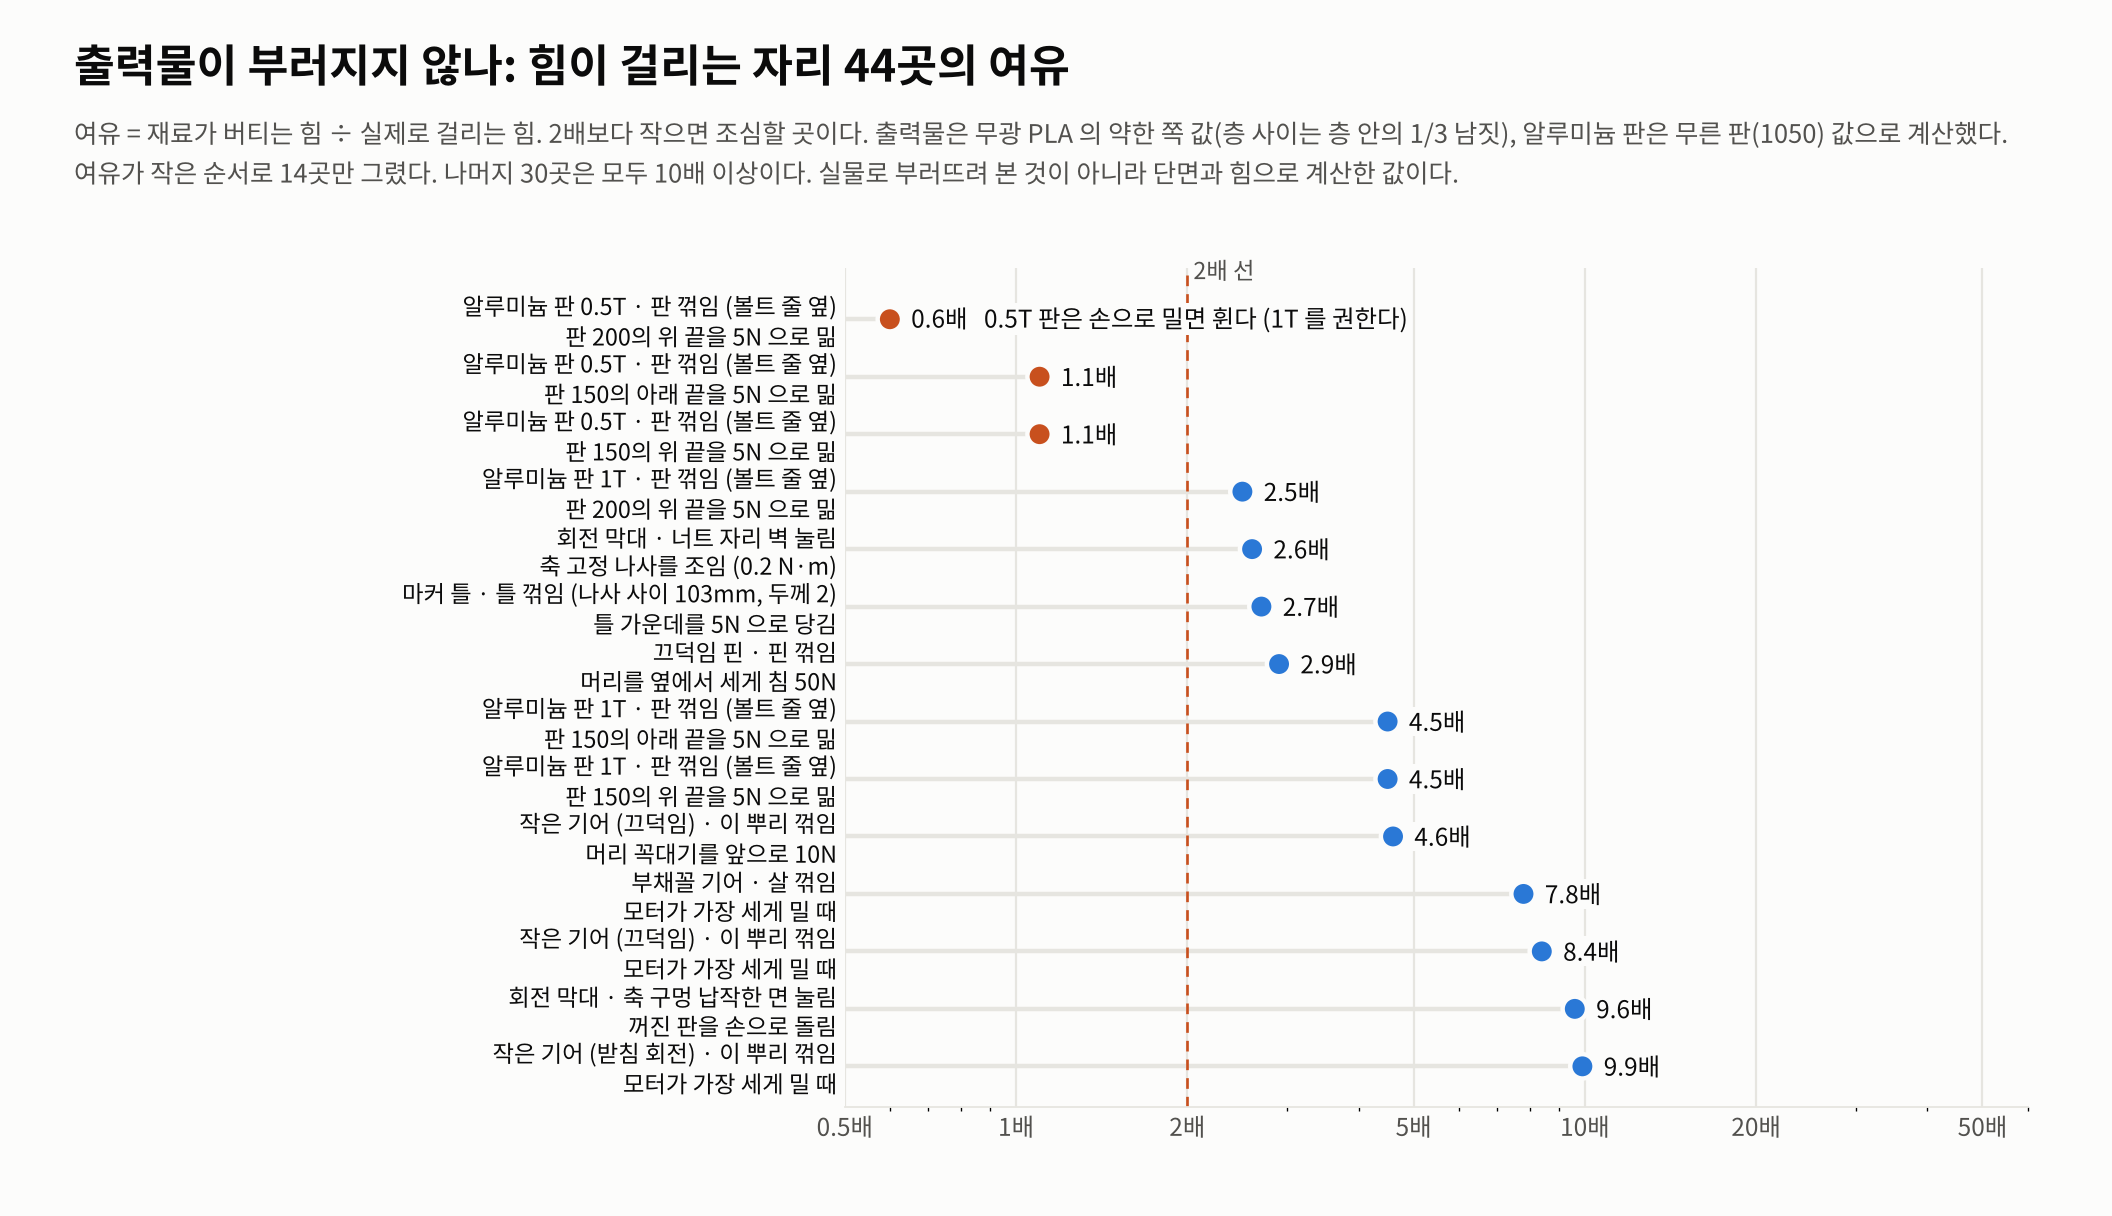 출력물이 부러지지 않나: 힘이 걸리는 자리 44곳의 여유
여유 = 재료가 버티는 힘 ÷ 실제로 걸리는 힘. 2배보다 작으면 조심할 곳이다. 출력물은 무광 PLA 의 약한 쪽 값(층 사이는 층 안의 1/3 남짓), 알루미늄 판은 무른 판(1050) 값으로 계산했다.
여유가 작은 순서로 14곳만 그렸다. 나머지 30곳은 모두 10배 이상이다. 실물로 부러뜨려 본 것이 아니라 단면과 힘으로 계산한 값이다.
2배 선
알루미늄 판 0.5T · 판 꺾임 (볼트 줄 옆)
판 200의 위 끝을 5N 으로 밂
0.6배 0.5T 판은 손으로 밀면 휜다 (1T 를 권한다)
알루미늄 판 0.5T · 판 꺾임 (볼트 줄 옆)
판 150의 아래 끝을 5N 으로 밂
1.1배
알루미늄 판 0.5T · 판 꺾임 (볼트 줄 옆)
판 150의 위 끝을 5N 으로 밂
1.1배
알루미늄 판 1T · 판 꺾임 (볼트 줄 옆)
판 200의 위 끝을 5N 으로 밂
2.5배
회전 막대 · 너트 자리 벽 눌림
축 고정 나사를 조임 (0.2 N·m)
2.6배
마커 틀 · 틀 꺾임 (나사 사이 103mm, 두께 2)
틀 가운데를 5N 으로 당김
2.7배
끄덕임 핀 · 핀 꺾임
머리를 옆에서 세게 침 50N
2.9배
알루미늄 판 1T · 판 꺾임 (볼트 줄 옆)
판 150의 아래 끝을 5N 으로 밂
4.5배
알루미늄 판 1T · 판 꺾임 (볼트 줄 옆)
판 150의 위 끝을 5N 으로 밂
4.5배
작은 기어 (끄덕임) · 이 뿌리 꺾임
머리 꼭대기를 앞으로 10N
4.6배
부채꼴 기어 · 살 꺾임
모터가 가장 세게 밀 때
7.8배
작은 기어 (끄덕임) · 이 뿌리 꺾임
모터가 가장 세게 밀 때
8.4배
회전 막대 · 축 구멍 납작한 면 눌림
꺼진 판을 손으로 돌림
9.6배
작은 기어 (받침 회전) · 이 뿌리 꺾임
모터가 가장 세게 밀 때
9.9배
0.5배 1배 2배 5배 10배 20배 50배